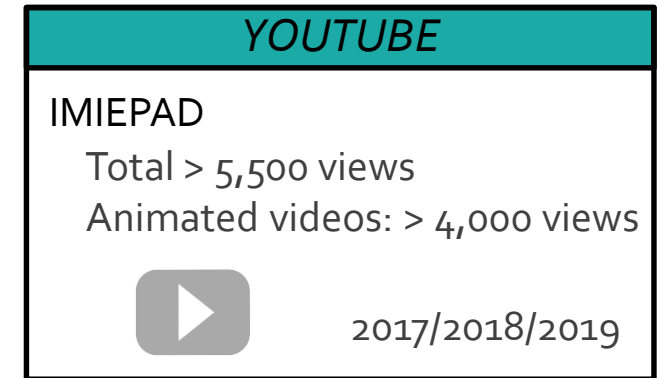 YOUTUBE
IMIEPAD
Total > 5,500 views
Animated videos: > 4,000 views
2017/2018/2019